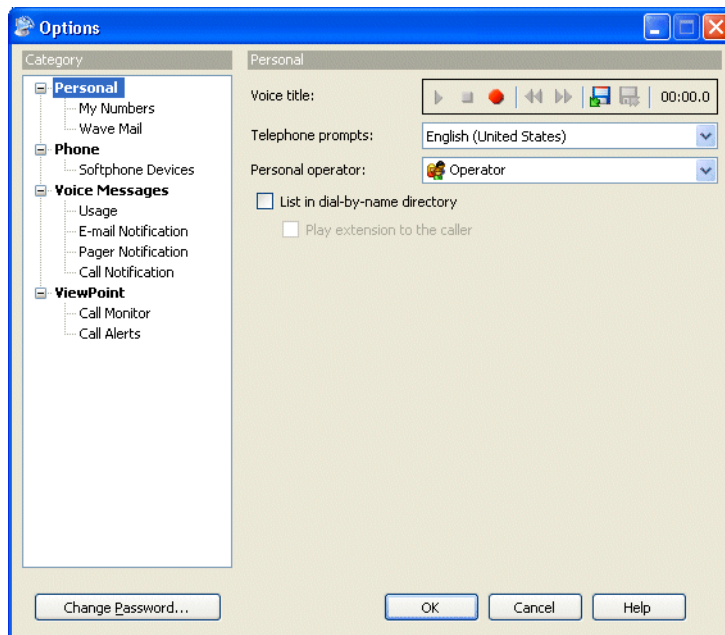 Options
Category
Personal
My Numbers
Wave Mail
Phone
Softphone Devices
Voice Messages
Usage
E-mail Notification
Pager Notification
Call Notification
ViewPoint
Call Monitor
Call Alerts
Personal
Voice title: 00:00.0
Telephone prompts: English (United States)
Personal operator: Operator
List in dial-by-name directory
Play extension to the caller
Change Password... OK Cancel Help